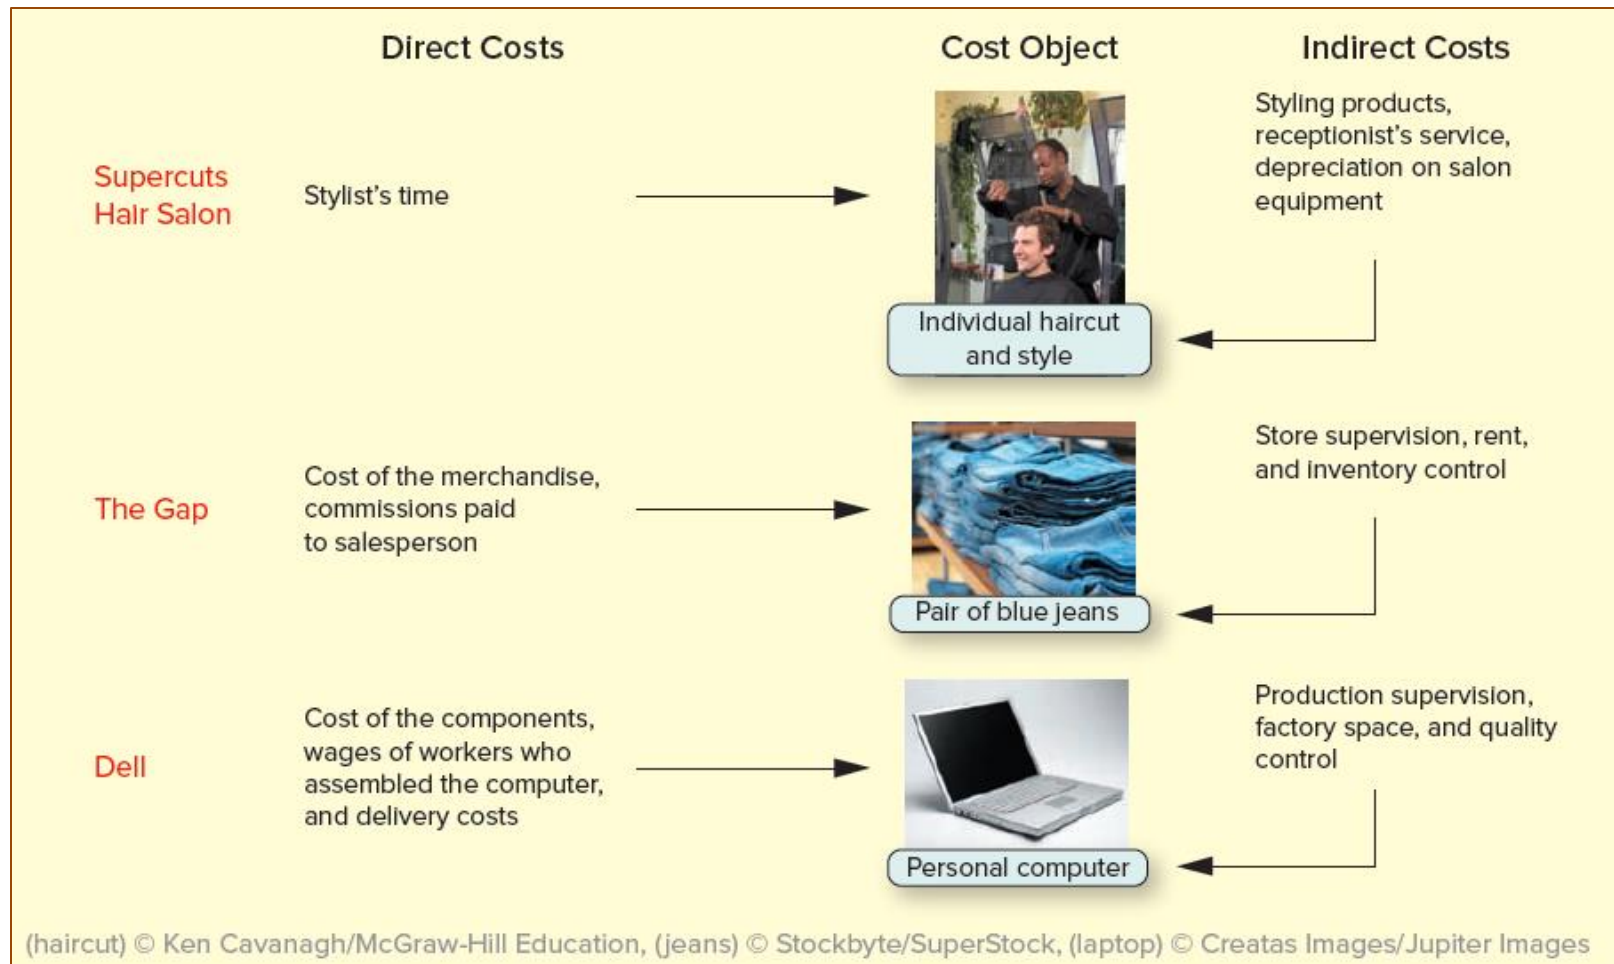 Direct Costs
Cost Object
Indirect Costs
Supercuts
Hair Salon
Stylist's time
Individual haircut
and style
Styling products,
receptionist's service,
depreciation on salon
equipment
The Gap
Cost of the merchandise,
commissions paid
to salesperson
Pair of blue jeans
Store supervision, rent,
and inventory control
Dell
Cost of the components,
wages of workers who
assembled the computer,
and delivery costs
Personal computer
Production supervision,
factory space, and quality
control
(haircut) © Ken Cavanagh/McGraw-Hill Education, (jeans) © Stockbyte/SuperStock, (laptop) © Creatas Images/Jupiter Images